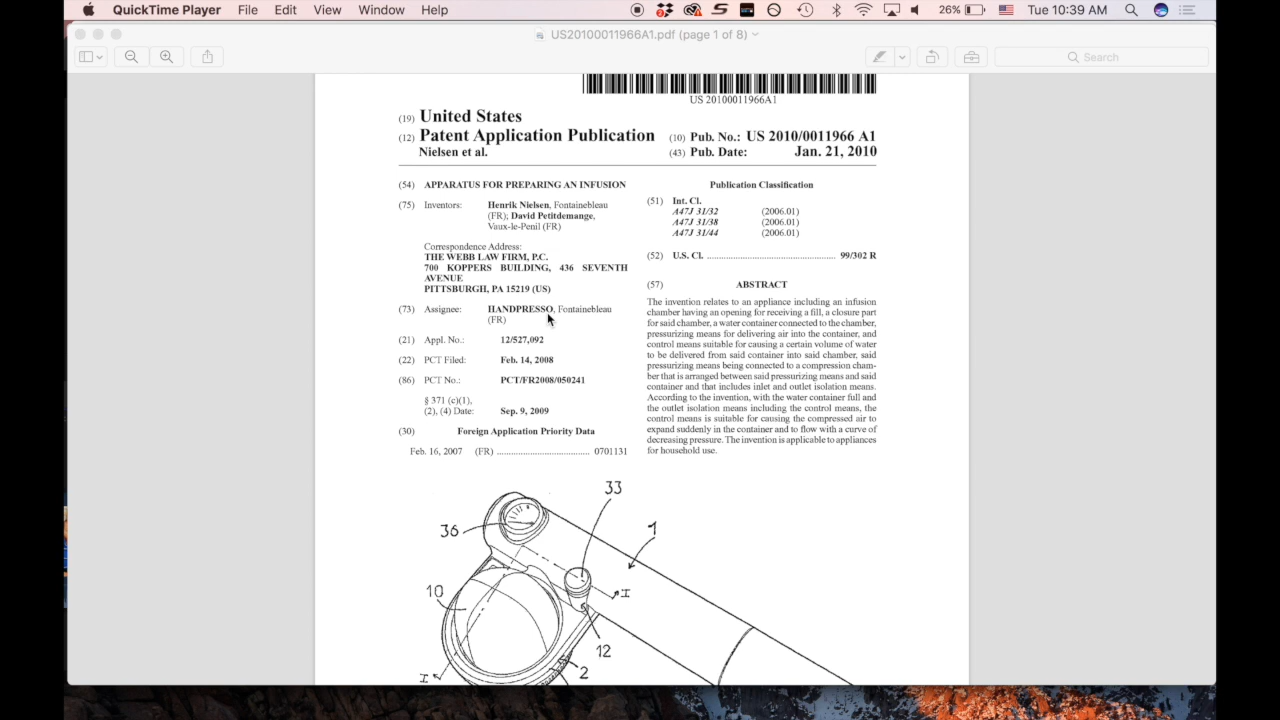 QuickTime Player File Edit View Window Help 26% Tue 10:39 AM
US20100011966A1.pdf (page 1 of 8)
Search
US 20100011966A1
(19) United States
(12) Patent Application Publication (10) Pub. No.: US 2010/0011966 A1
Nielsen et al. (43) Pub. Date: Jan. 21, 2010
(54) APPARATUS FOR PREPARING AN INFUSION
(75) Inventors: Henrik Nielsen, Fontainebleau
(FR); David Petitdemange,
Vaux-le-Penil (FR)
Correspondence Address:
THE WEBB LAW FIRM, P.C.
700 KOPPERS BUILDING, 436 SEVENTH
AVENUE
PITTSBURGH, PA 15219 (US)
(73) Assignee: HANDPRESSO, Fontainebleau
(FR)
(21) Appl. No.: 12/527,092
(22) PCT Filed: Feb. 14, 2008
(86) PCT No.: PCT/FR2008/050241
§ 371 (c)(1),
(2), (4) Date: Sep. 9, 2009
(30) Foreign Application Priority Data
Feb. 16, 2007 (FR) ...................................... 0701131
Publication Classification
(51) Int. Cl.
A47J 31/32 (2006.01)
A47J 31/38 (2006.01)
A47J 31/44 (2006.01)
(52) U.S. Cl. ..................................................... 99/302 R
(57) ABSTRACT
The invention relates to an appliance including an infusion
chamber having an opening for receiving a fill, a closure part
for said chamber, a water container connected to the chamber,
pressurizing means for delivering air into the container, and
control means suitable for causing a certain volume of water
to be delivered from said container into said chamber, said
pressurizing means being connected to a compression cham-
ber that is arranged between said pressurizing means and said
container and that includes inlet and outlet isolation means.
According to the invention, with the water container full and
the outlet isolation means including the control means, the
control means is suitable for causing the compressed air to
expand suddenly in the container and to flow with a curve of
decreasing pressure. The invention is applicable to appliances
for household use.
33
36
1
10
I
12
2
I